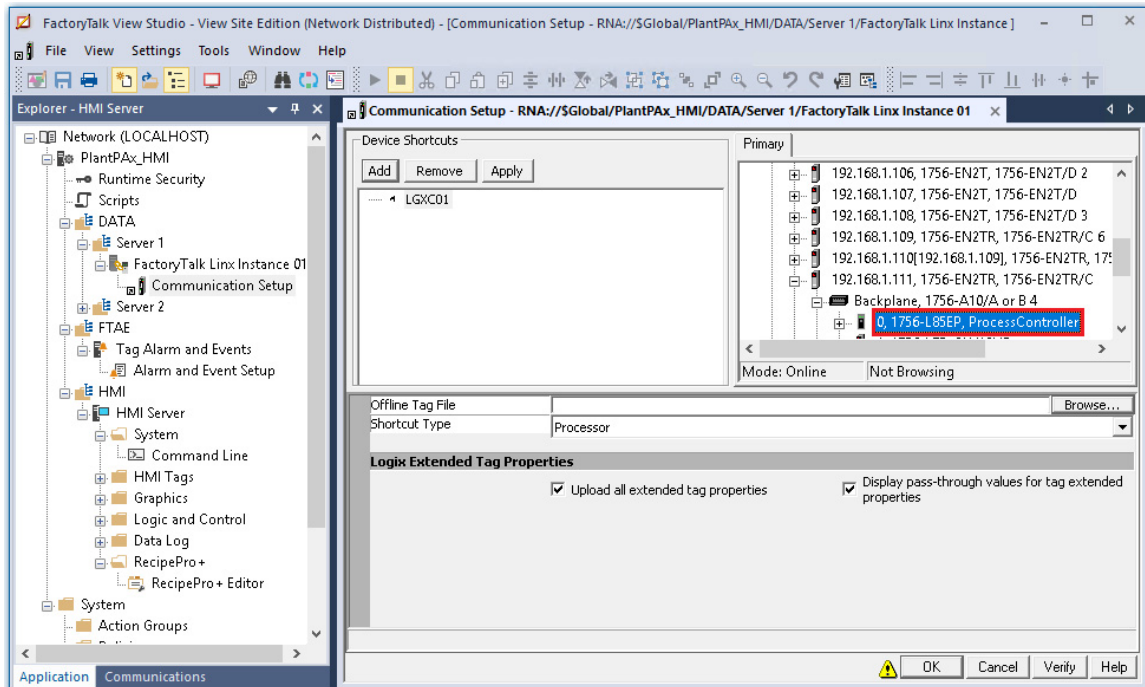 FactoryTalk View Studio - View Site Edition (Network Distributed) - [Communication Setup - RNA://$Global/PlantPAx_HMI/DATA/Server 1/FactoryTalk Linx Instance ]
File View Settings Tools Window Help
Explorer - HMI Server
Network (LOCALHOST)
PlantPAx_HMI
Runtime Security
Scripts
DATA
Server 1
FactoryTalk Linx Instance 01
Communication Setup
Server 2
FTAE
Tag Alarm and Events
Alarm and Event Setup
HMI
HMI Server
System
Command Line
HMI Tags
Graphics
Logic and Control
Data Log
RecipePro+
RecipePro+ Editor
System
Action Groups
Application Communications
Communication Setup - RNA://$Global/PlantPAx_HMI/DATA/Server 1/FactoryTalk Linx Instance 01
Device Shortcuts
Add Remove Apply
LGXC01
Primary
192.168.1.106, 1756-EN2T, 1756-EN2T/D 2
192.168.1.107, 1756-EN2T, 1756-EN2T/D
192.168.1.108, 1756-EN2T, 1756-EN2T/D 3
192.168.1.109, 1756-EN2TR, 1756-EN2TR/C 6
192.168.1.110[192.168.1.109], 1756-EN2TR, 175
192.168.1.111, 1756-EN2TR, 1756-EN2TR/C
Backplane, 1756-A10/A or B 4
0, 1756-L85EP, ProcessController
Mode: Online Not Browsing
Offline Tag File Browse...
Shortcut Type Processor
Logix Extended Tag Properties
Upload all extended tag properties
Display pass-through values for tag extended
properties
OK Cancel Verify Help